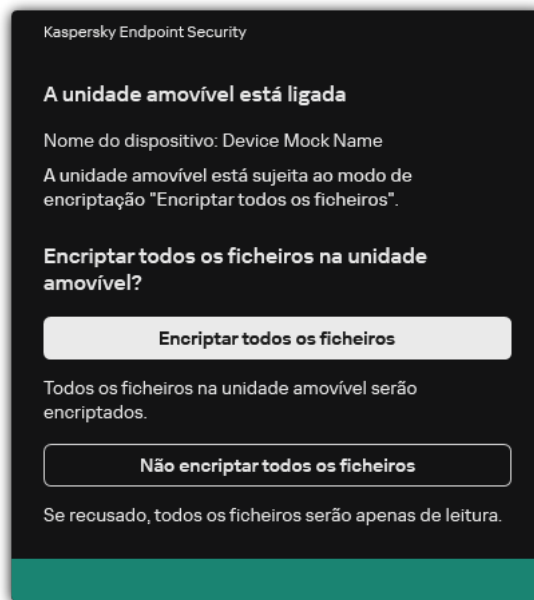 Kaspersky Endpoint Security
A unidade amovível está ligada
Nome do dispositivo: Device Mock Name
A unidade amovível está sujeita ao modo de
encriptação "Encriptar todos os ficheiros".
Encriptar todos os ficheiros na unidade
amovível?
Encriptar todos os ficheiros
Todos os ficheiros na unidade amovível serão
encriptados.
Não encriptar todos os ficheiros
Se recusado, todos os ficheiros serão apenas de leitura.